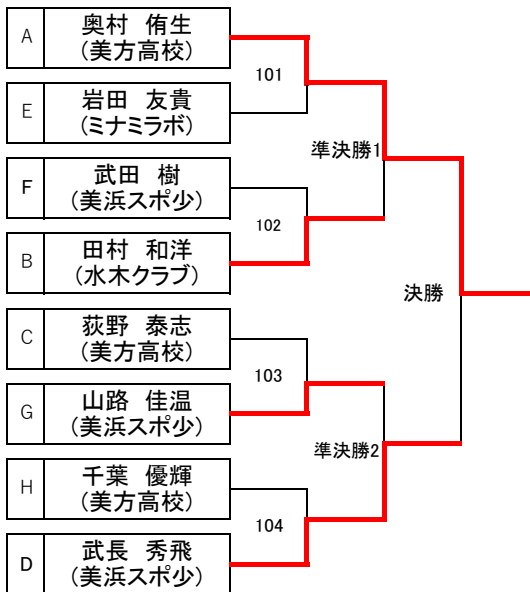 A
奥村 侑生
(美方高校)
101
E
岩田 友貴
(ミナミラボ)
準決勝1
F
武田 樹
(美浜スポ少)
102
B
田村 和洋
(水木クラブ)
決勝
C
荻野 泰志
(美方高校)
103
G
山路 佳温
(美浜スポ少)
準決勝2
H
千葉 優輝
(美方高校)
104
D
武長 秀飛
(美浜スポ少)